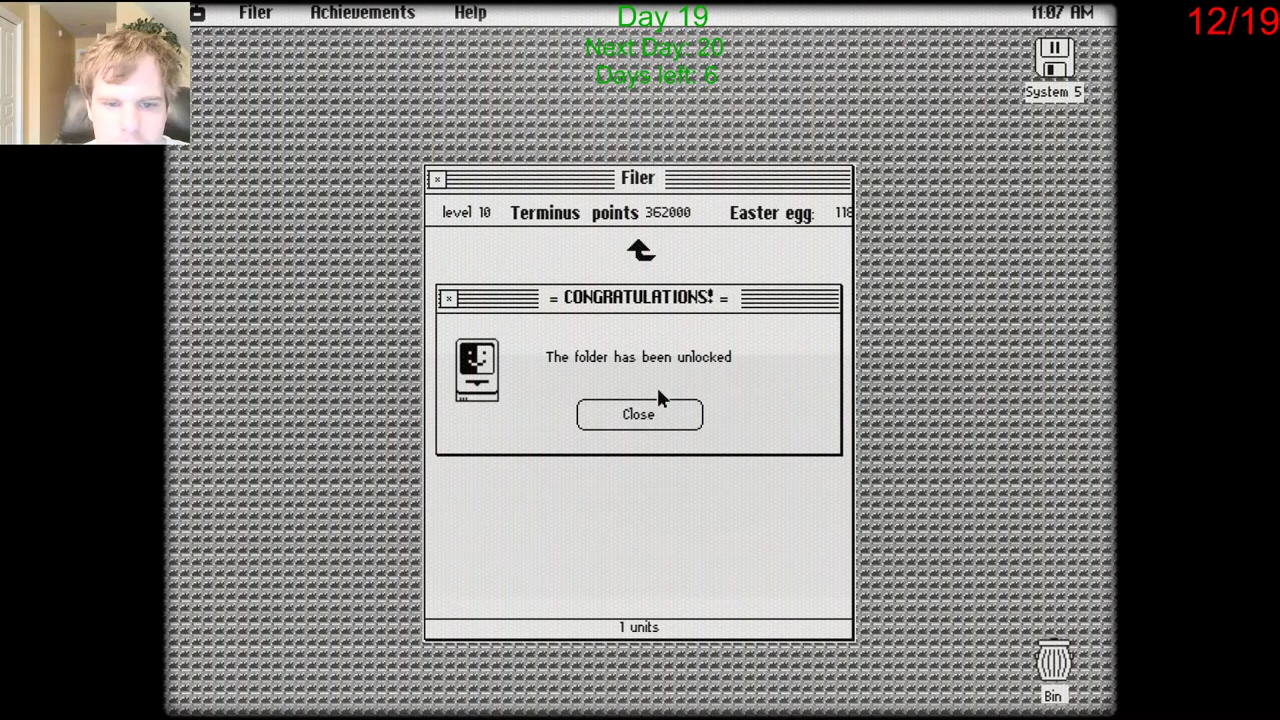 Filer Achievements Help 11:07 AM
Day 19
Next Day: 20
Days left: 6
12/19
System 5
Filer
level 10 Terminus points 362000 Easter egg: 118
= CONGRATULATIONS! =
The folder has been unlocked
Close
1 units
Bin